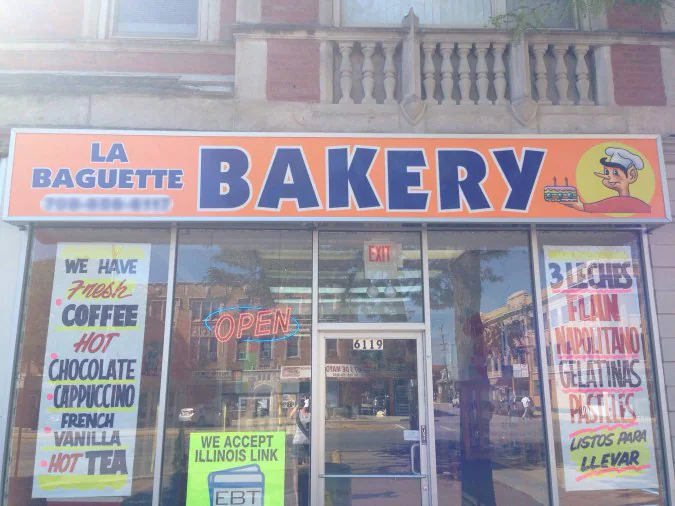 LA
BAGUETTE
BAKERY
WE HAVE
Fresh
COFFEE
HOT
CHOCOLATE
CAPPUCCINO
FRENCH
VANILLA
HOT TEA
OPEN
WE ACCEPT
ILLINOIS LINK
EBT
EXIT
6119
3 LECHES
FLAN
NAPOLITANO
GELATINAS
PASTELES
LISTOS PARA
LLEVAR